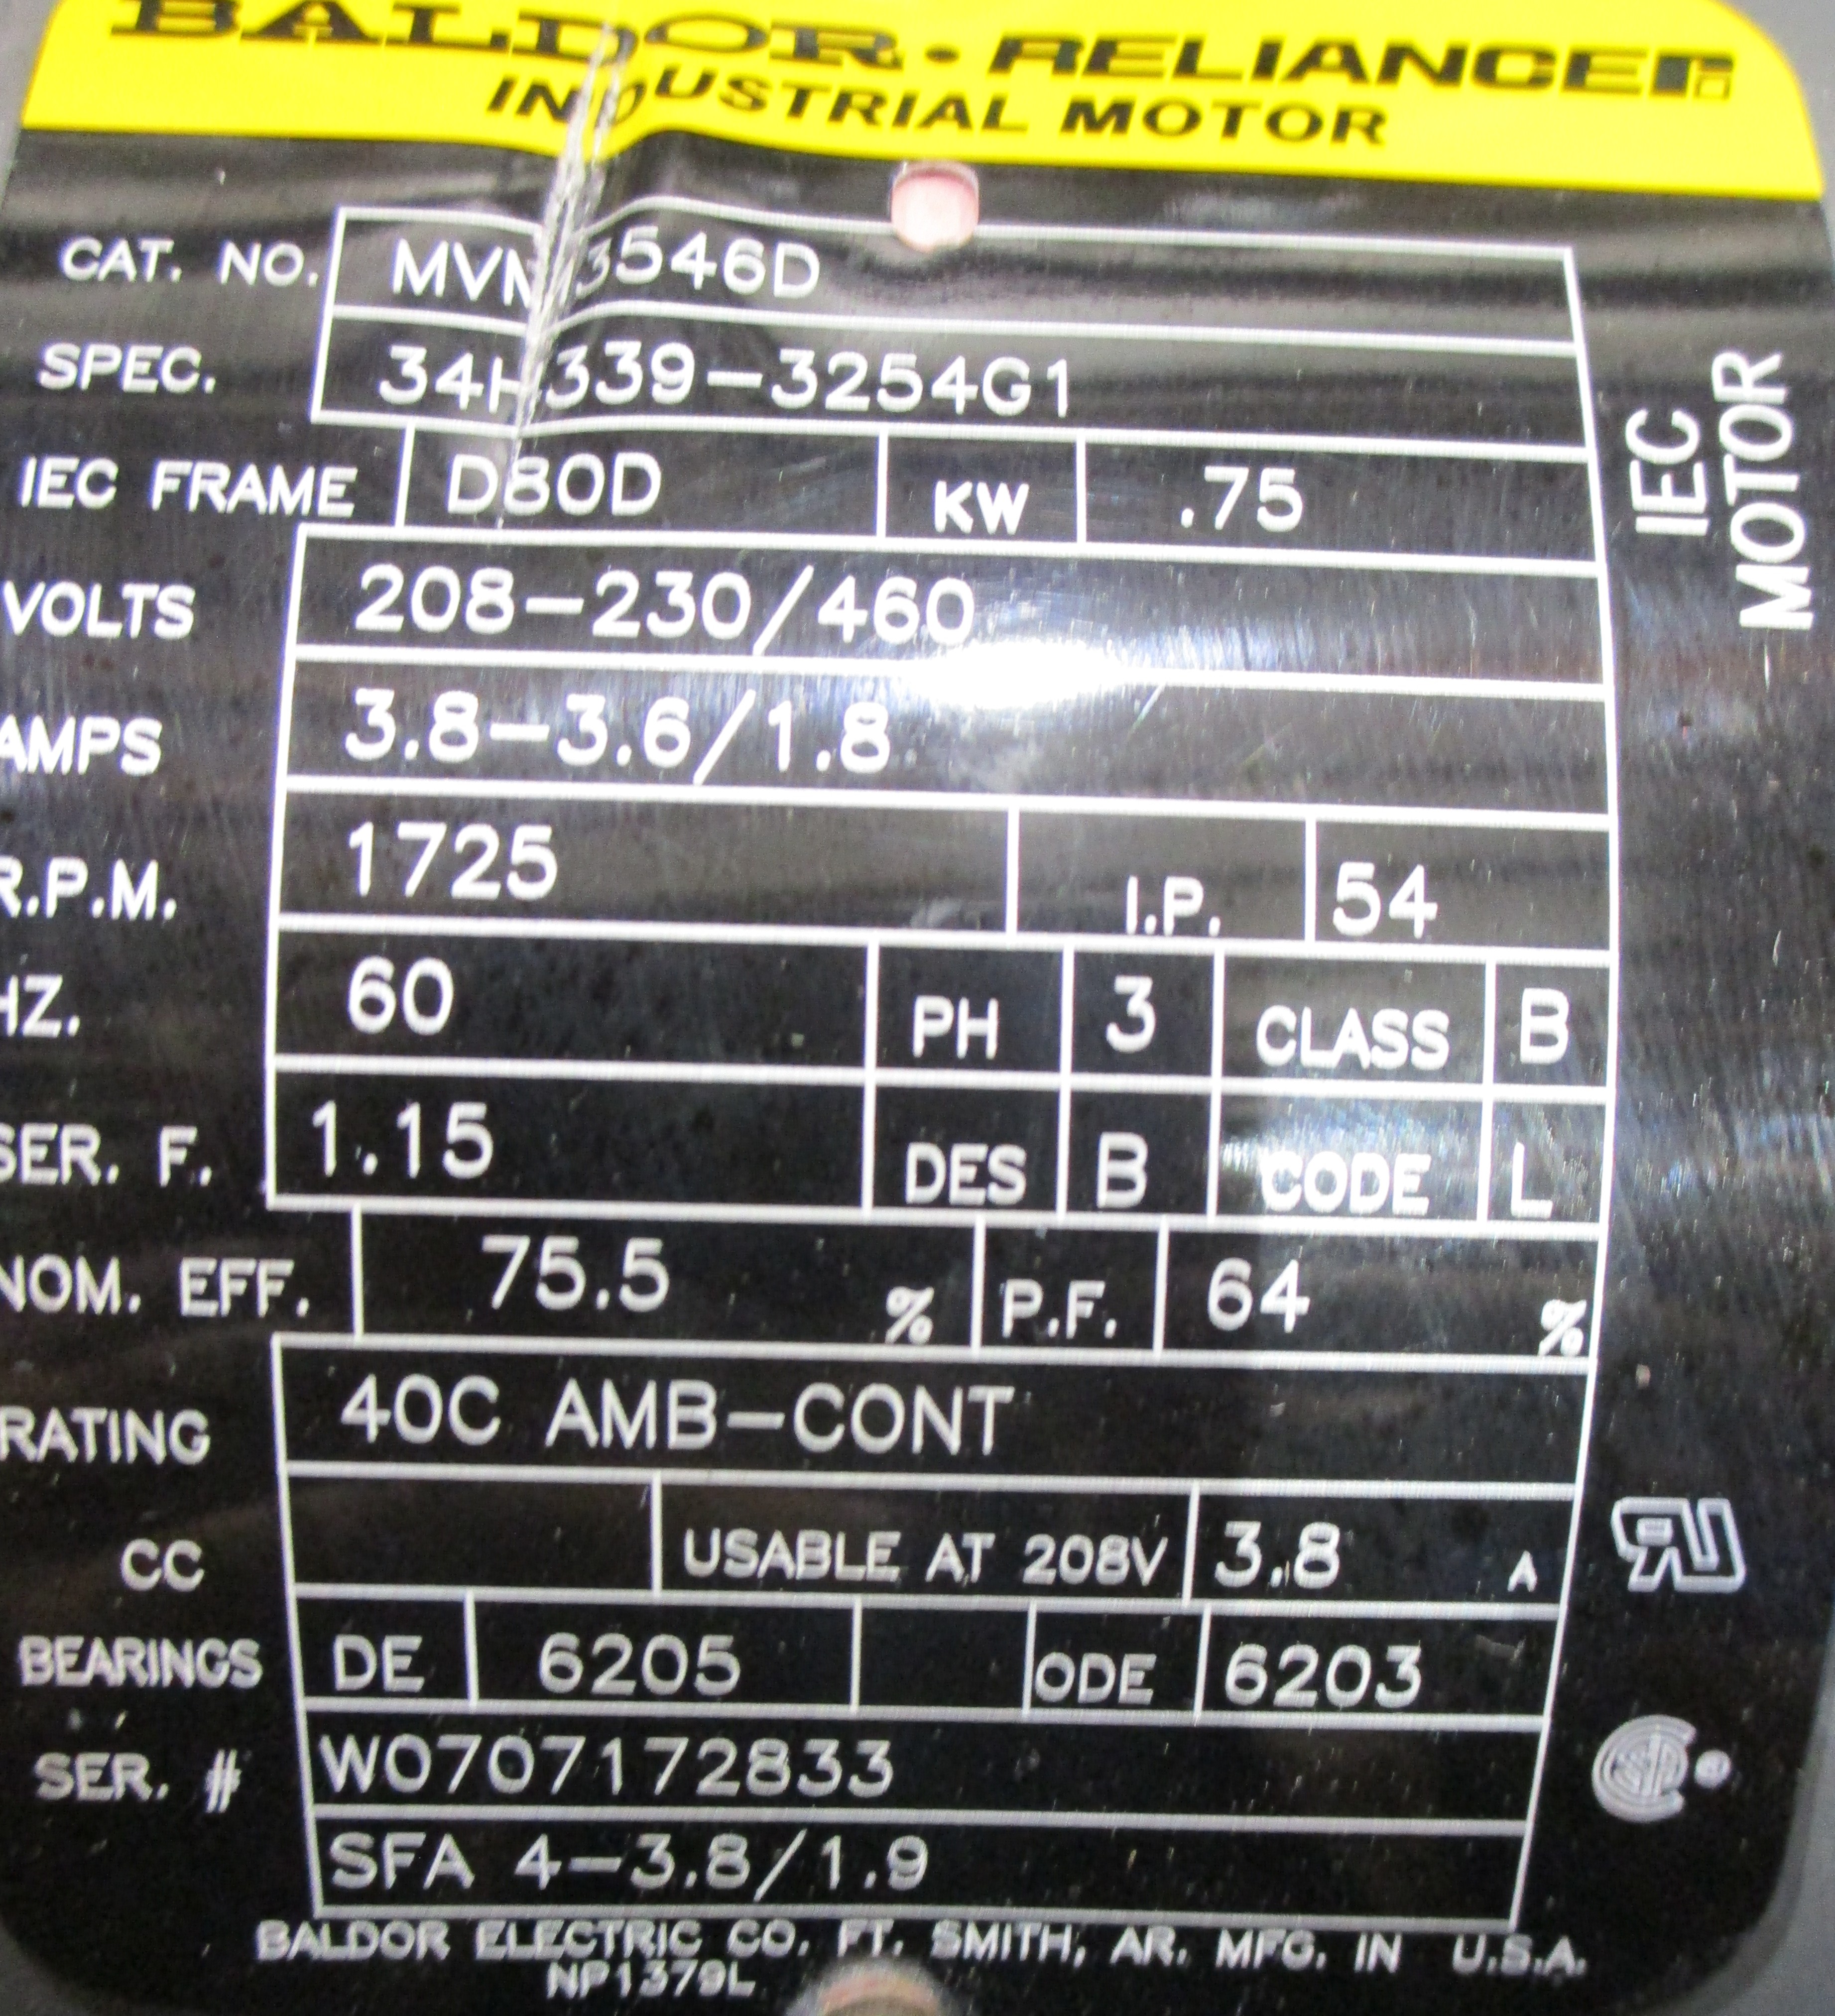 BALDOR • RELIANCE
INDUSTRIAL MOTOR
CAT. NO. MVM3546D
SPEC. 34H339-3254G1
IEC FRAME D80D KW .75
IEC MOTOR
VOLTS 208-230/460
AMPS 3.8-3.6/1.8
R.P.M. 1725 I.P. 54
HZ. 60 PH 3 CLASS B
SER. F. 1.15 DES B CODE L
NOM. EFF. 75.5 % P.F. 64 %
RATING 40C AMB-CONT
CC USABLE AT 208V 3.8 A
BEARINGS DE 6205 ODE 6203
SER. # W0707172833
SFA 4-3.8/1.9
BALDOR ELECTRIC CO. FT. SMITH, AR. MFG. IN U.S.A.
NP1379L